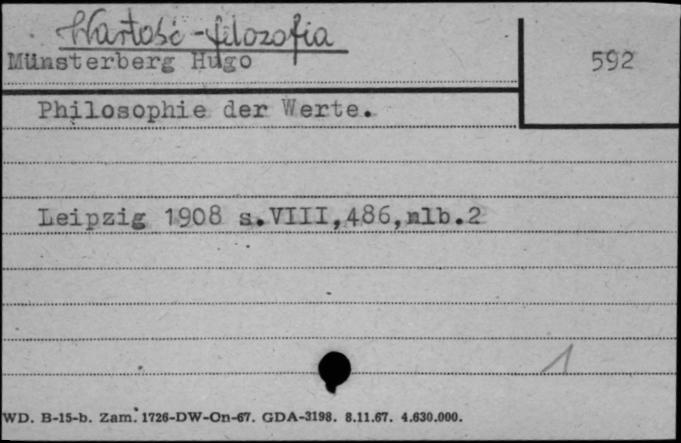 Wartość - filozofia
Münsterberg Hugo
592
Philosophie der Werte.
Leipzig 1908 s.VIII,486,nlb.2
1
WD. B-15-b. Zam. 1726-DW-On-67. GDA-3198. 8.11.67. 4.630.000.